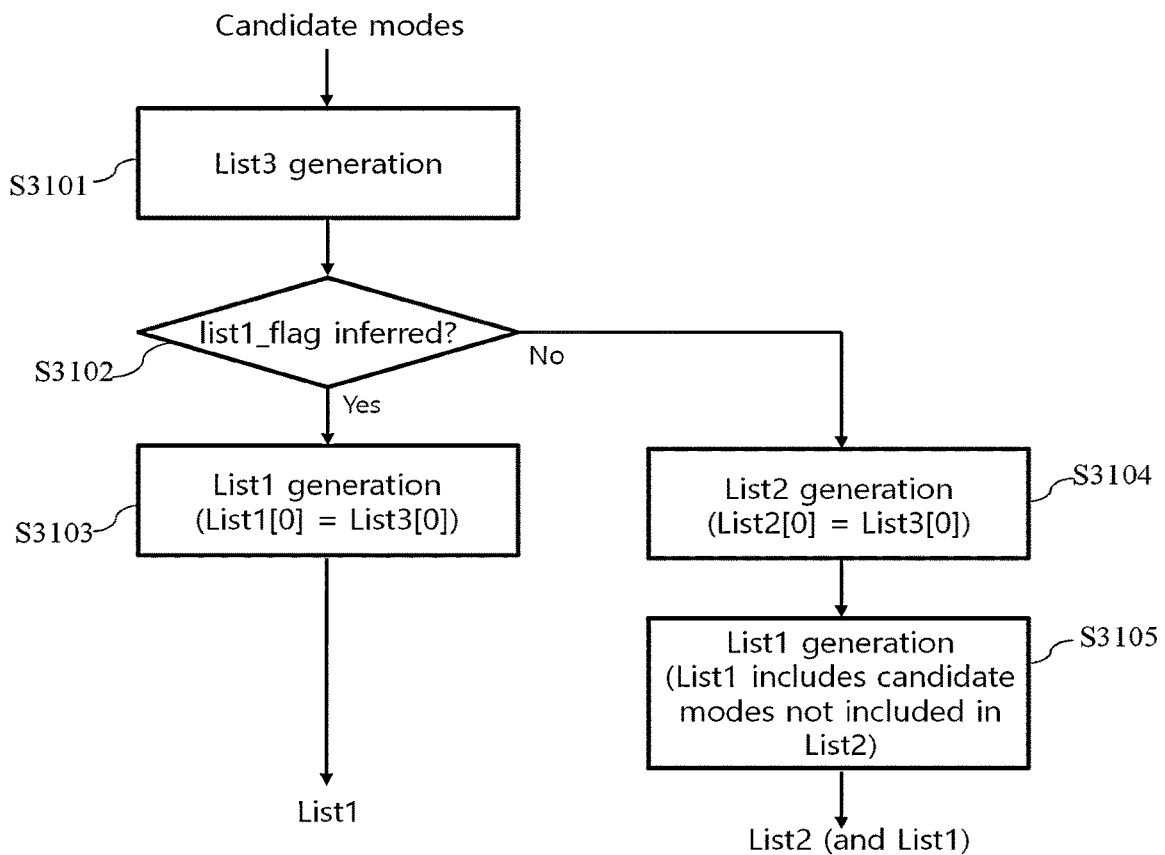 Candidate modes
List3 generation
S3101
list1_flag inferred?
S3102
No
Yes
List1 generation
(List1[0] = List3[0])
S3103
List2 generation
(List2[0] = List3[0])
S3104
List1 generation
(List1 includes candidate
modes not included in
List2)
S3105
List1
List2 (and List1)